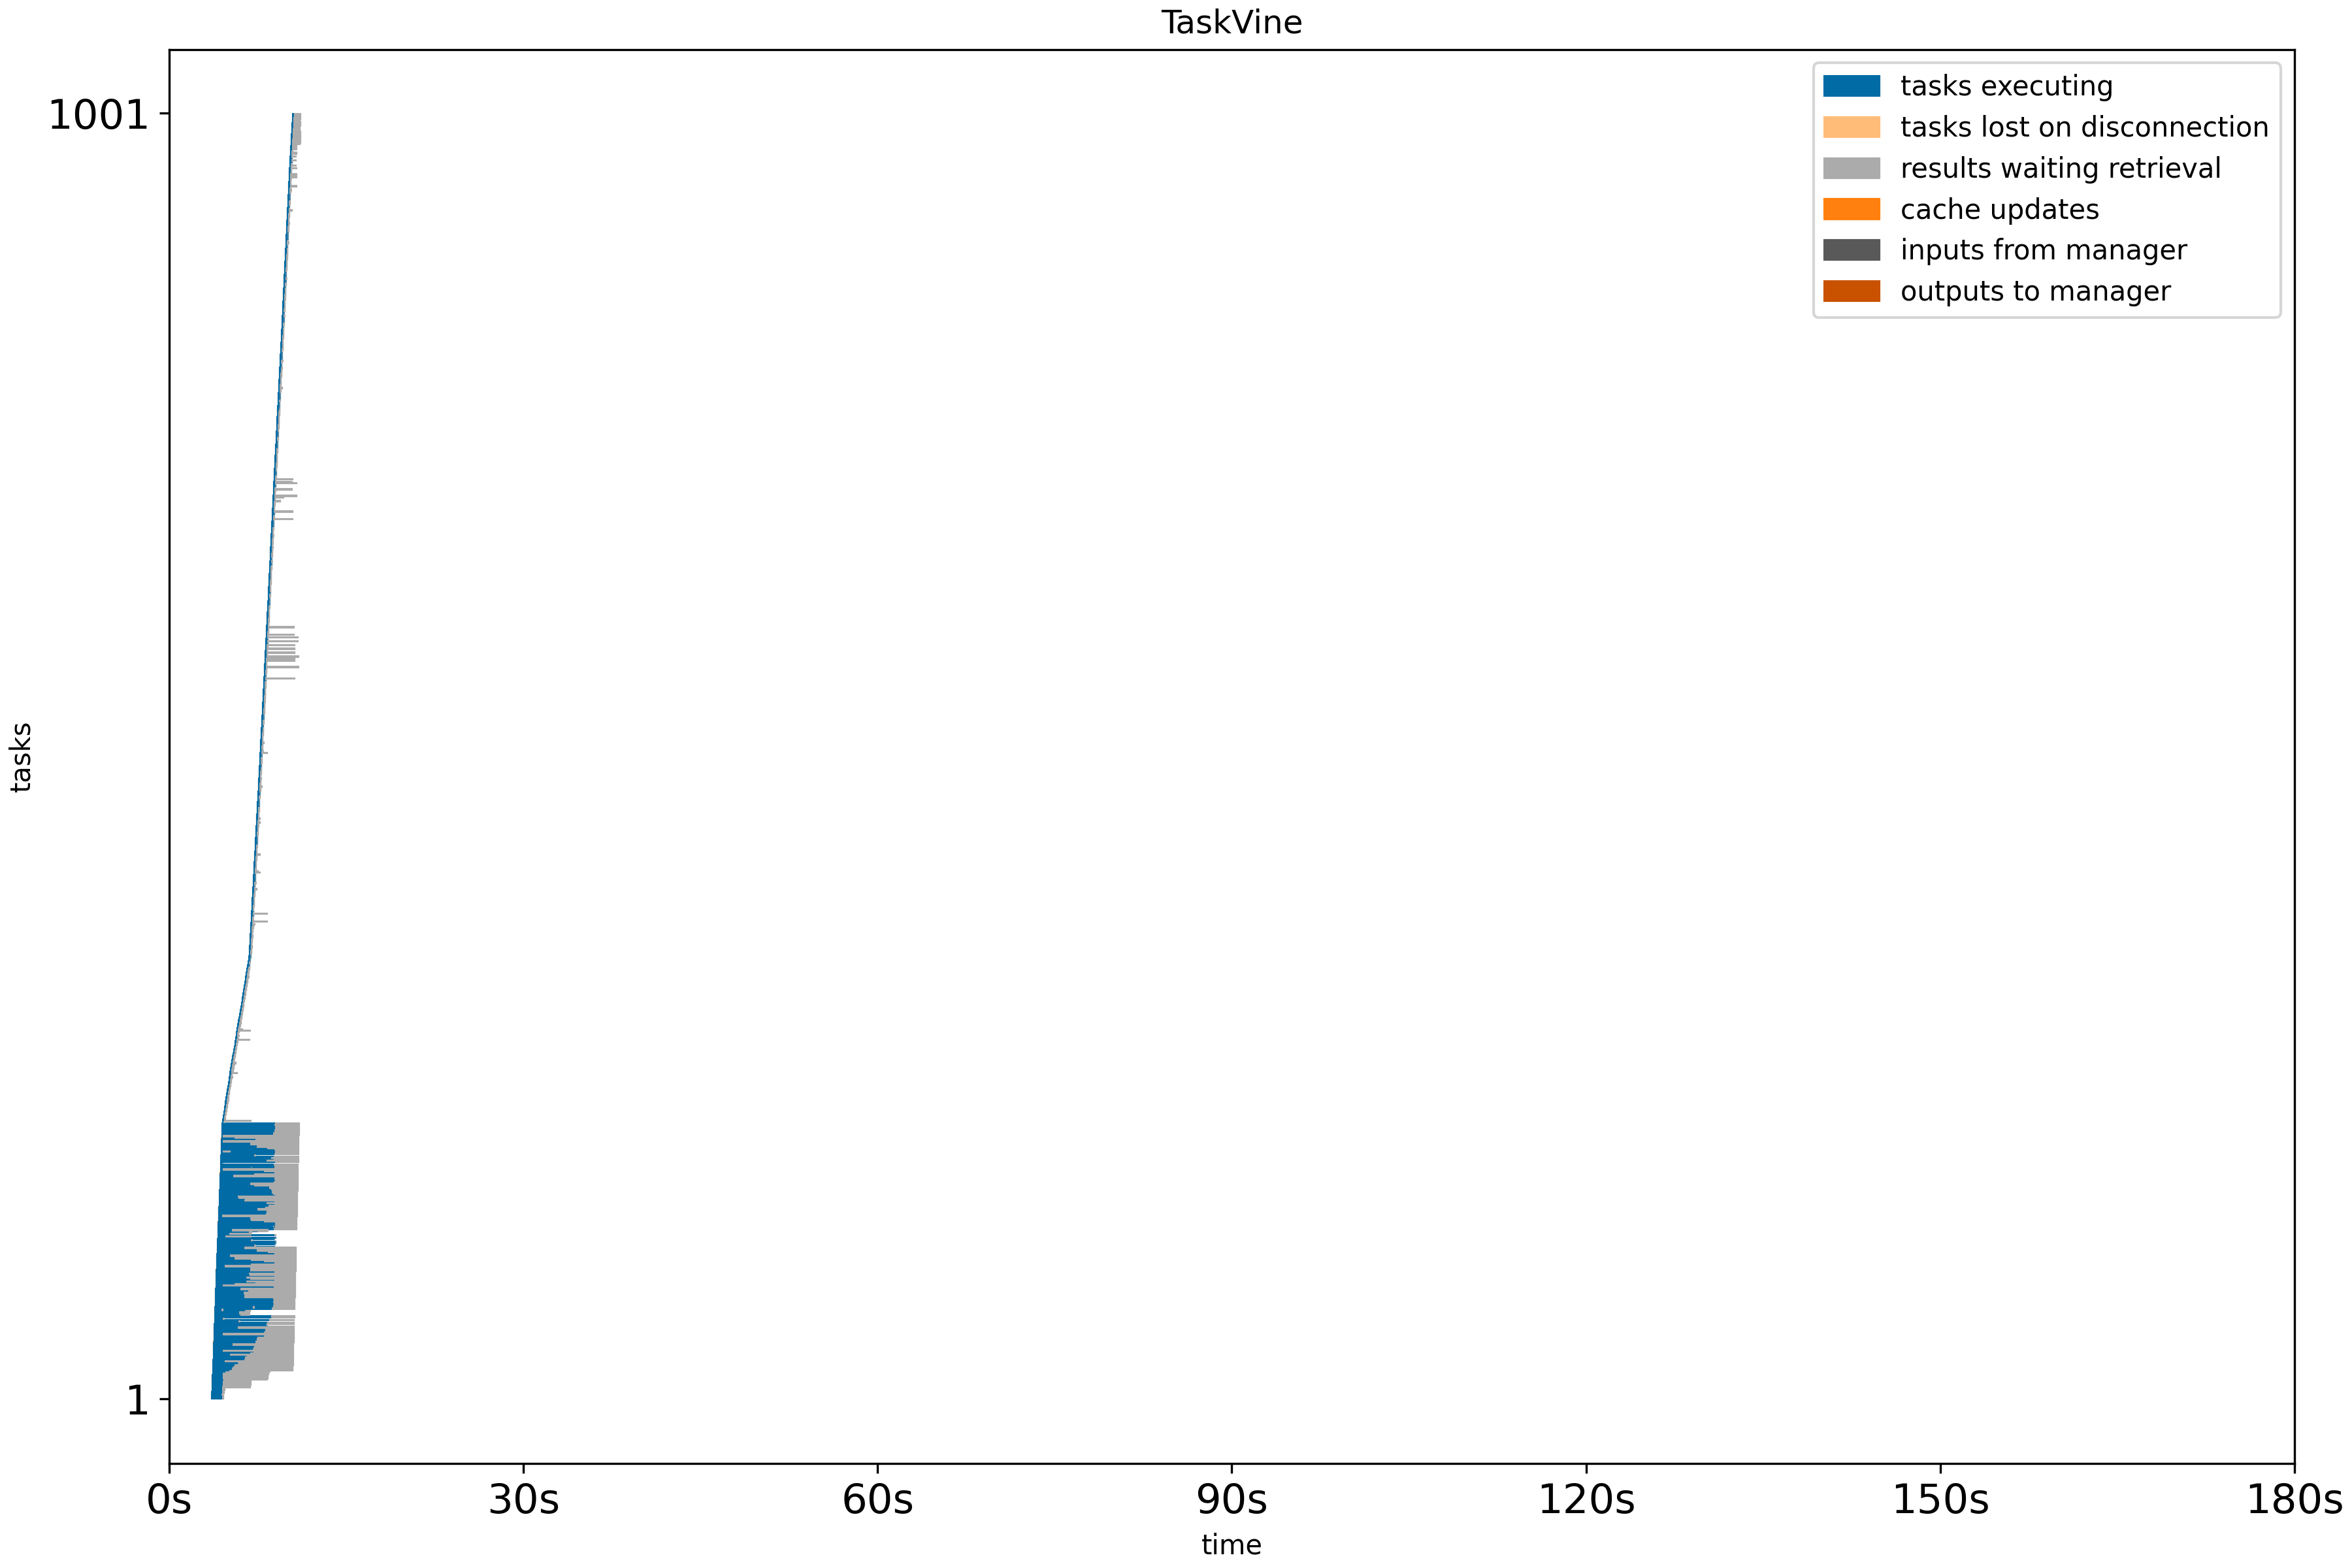 TaskVine
1001
tasks executing
tasks lost on disconnection
results waiting retrieval
cache updates
inputs from manager
outputs to manager
tasks
1
0s 30s 60s 90s 120s 150s 180s
time